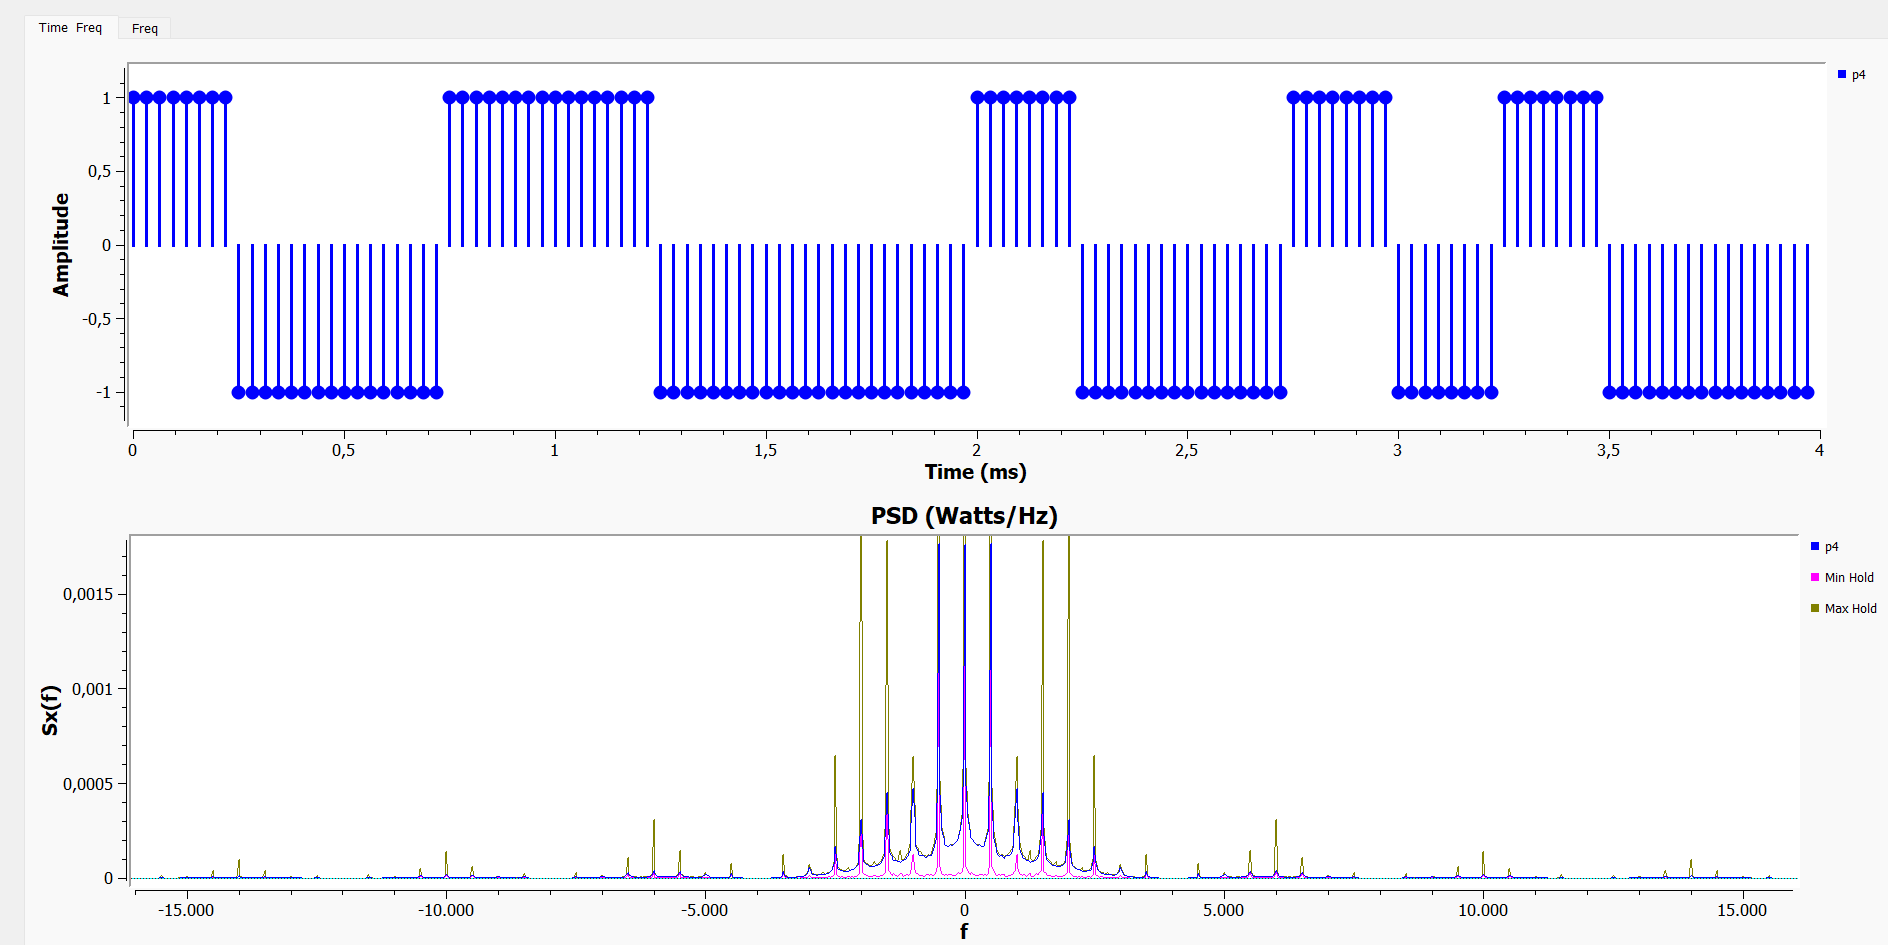 Time Freq
Freq
p4
Amplitude
1
0,5
0
-0,5
-1
0
0,5
1
1,5
2
2,5
3
3,5
4
Time (ms)
PSD (Watts/Hz)
p4
Min Hold
Max Hold
Sx(f)
0,0015
0,001
0,0005
0
-15.000
-10.000
-5.000
0
5.000
10.000
15.000
f